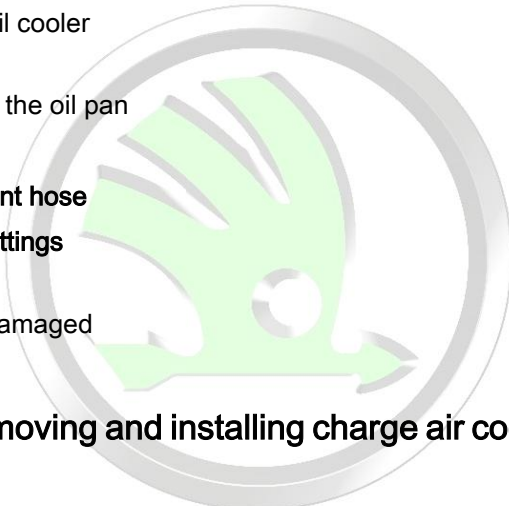 il cooler
the oil pan
nt hose
ttings
amaged
moving and installing charge air co